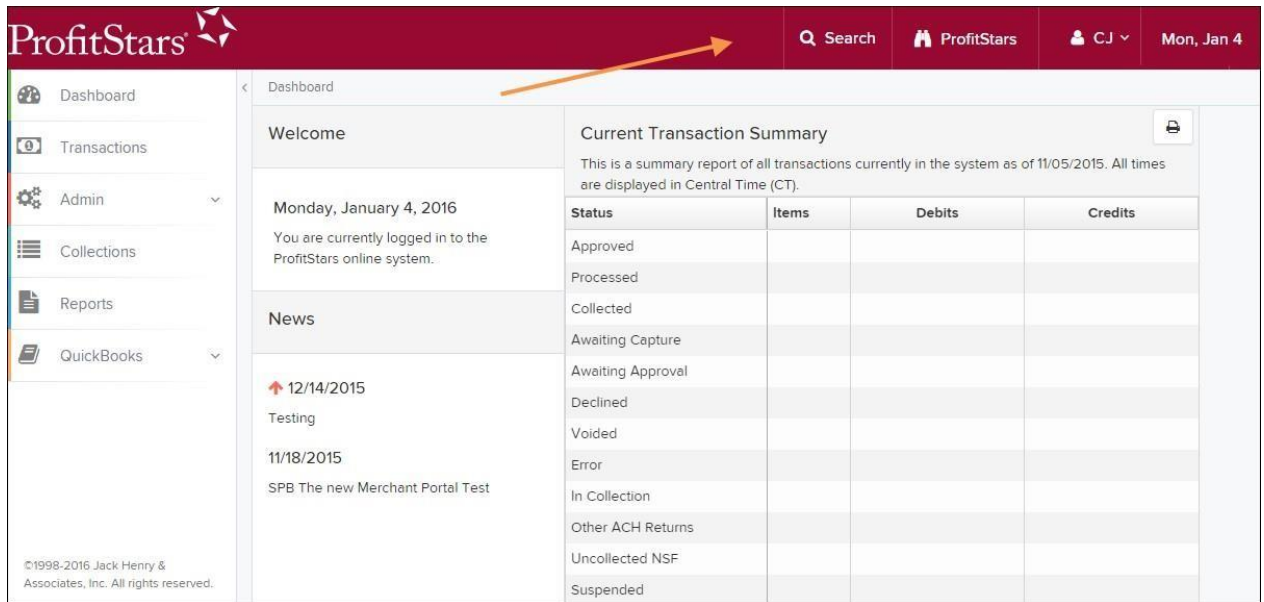 ProfitStars
Search
ProfitStars
CJ
Mon, Jan 4
Dashboard
Transactions
Admin
Collections
Reports
QuickBooks
©1998-2016 Jack Henry &
Associates, Inc. All rights reserved.
Dashboard
Welcome
Monday, January 4, 2016
You are currently logged in to the
ProfitStars online system.
News
12/14/2015
Testing
11/18/2015
SPB The new Merchant Portal Test
Current Transaction Summary
This is a summary report of all transactions currently in the system as of 11/05/2015. All times
are displayed in Central Time (CT).
Status Items Debits Credits
Approved
Processed
Collected
Awaiting Capture
Awaiting Approval
Declined
Voided
Error
In Collection
Other ACH Returns
Uncollected NSF
Suspended